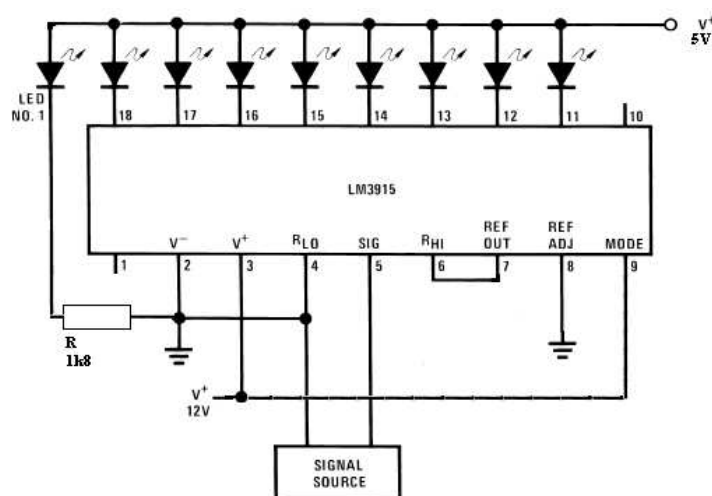 V+
5V
LED
NO. 1
18
17
16
15
14
13
12
11
10
LM3915
V−
V+
RLO
SIG
RHI
REF
OUT
REF
ADJ
MODE
1
2
3
4
5
6
7
8
9
R
1k8
V+
12V
SIGNAL
SOURCE